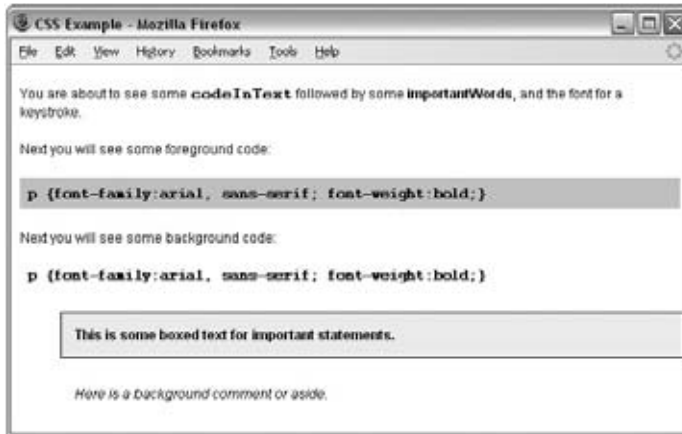 CSS Example - Mozilla Firefox
File Edit View History Bookmarks Tools Help
You are about to see some codeInText followed by some importantWords, and the font for a
keystroke.
Next you will see some foreground code:
p {font-family:arial, sans-serif; font-weight:bold;}
Next you will see some background code:
p {font-family:arial, sans-serif; font-weight:bold;}
This is some boxed text for important statements.
Here is a background comment or aside.